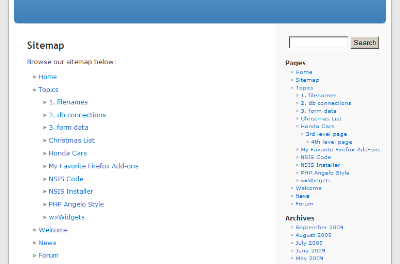 Sitemap
Browse our sitemap below:
» Home
» Topics
» 1. filenames
» 2. db connections
» 3. form data
» Christmas List
» Honda Cars
» My Favorite Firefox Add-ons
» NSIS Code
» NSIS Installer
» PHP Angelo Style
» wxWidgets
» Welcome
» News
» Forum
Search
Pages
» Home
» Sitemap
» Topics
» 1. filenames
» 2. db connections
» 3. form data
» Christmas List
» Honda Cars
» 3rd level page
» 4th level page
» My Favorite Firefox Add-ons
» NSIS Code
» NSIS Installer
» PHP Angelo Style
» wxWidgets
» Welcome
» News
» Forum
Archives
» September 2009
» August 2009
» July 2009
» June 2009
» May 2009